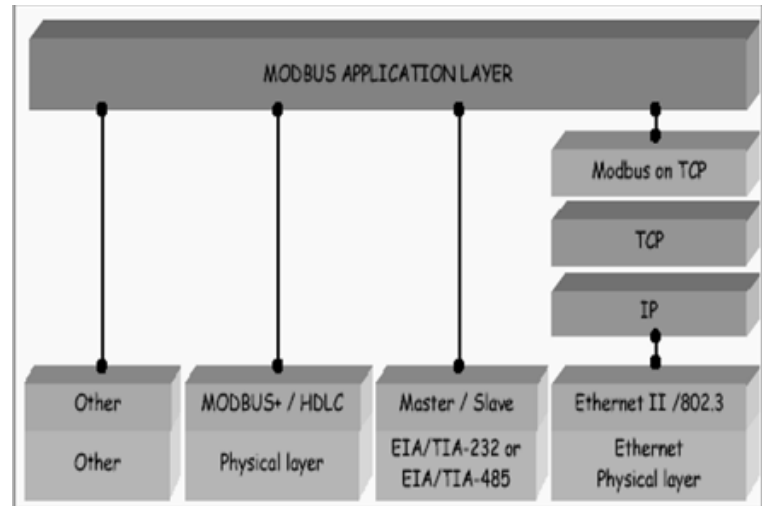 MODBUS APPLICATION LAYER
Modbus on TCP
TCP
IP
Other
MODBUS+ / HDLC
Master / Slave
Ethernet II /802.3
Other
Physical layer
EIA/TIA-232 or
EIA/TIA-485
Ethernet
Physical layer